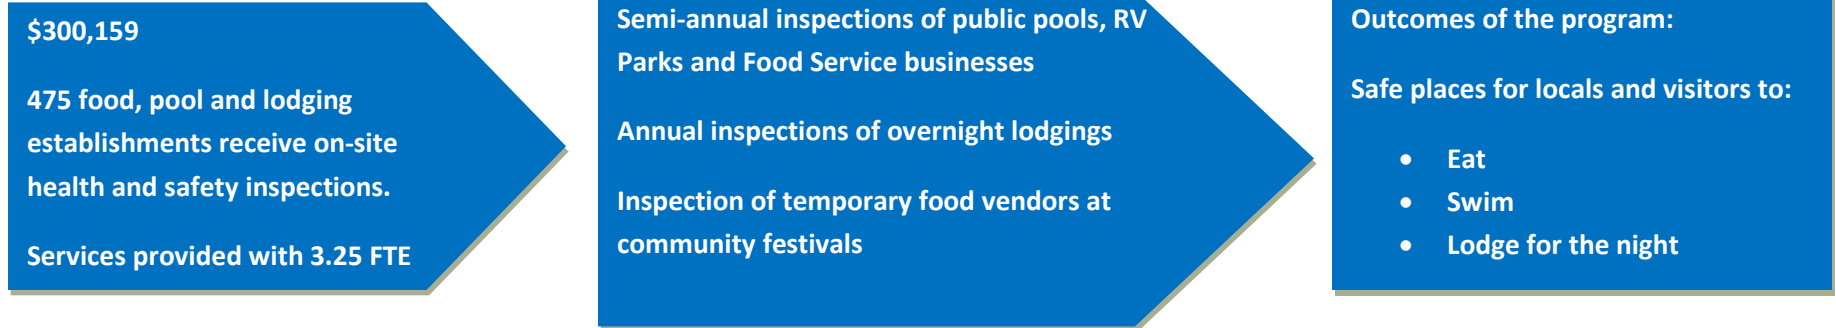 $300,159
475 food, pool and lodging
establishments receive on-site
health and safety inspections.
Services provided with 3.25 FTE
Semi-annual inspections of public pools, RV
Parks and Food Service businesses
Annual inspections of overnight lodgings
Inspection of temporary food vendors at
community festivals
Outcomes of the program:
Safe places for locals and visitors to:
• Eat
• Swim
• Lodge for the night